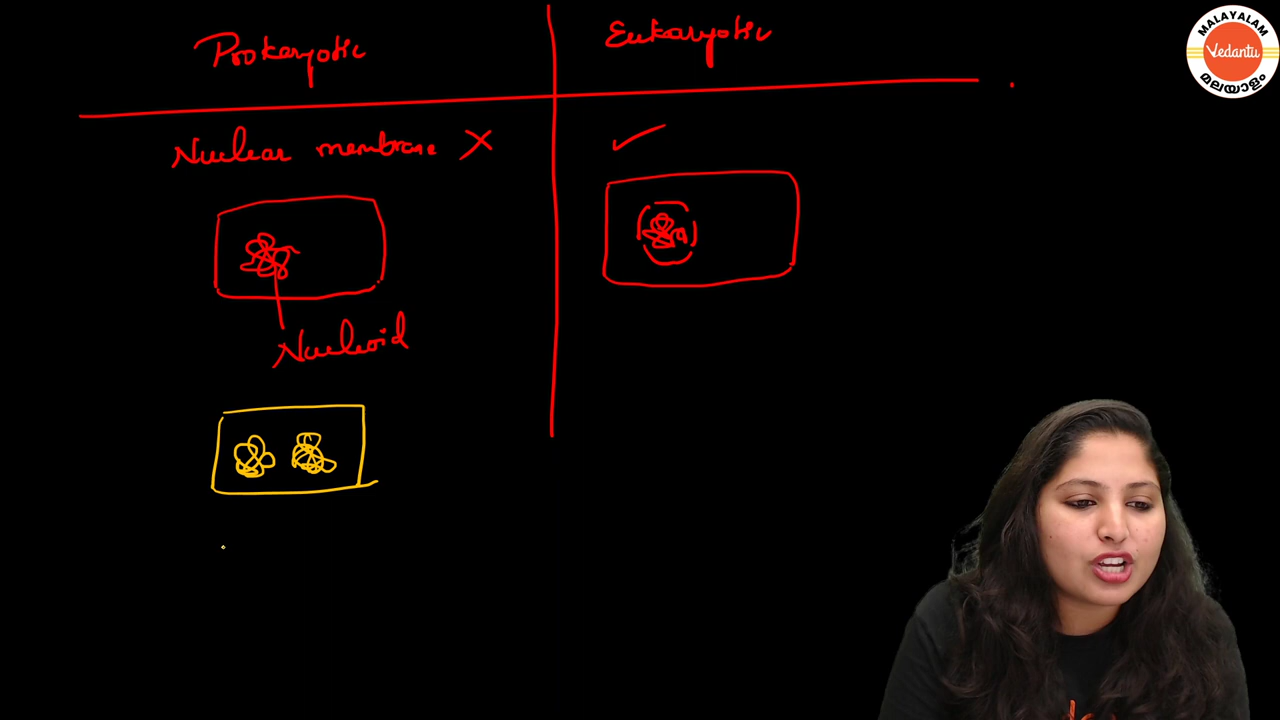 Prokaryotic
Eukaryotic
Nuclear membrane ✗
✓
Nucleoid
MALAYALAM
Vedantu
മലയാളം